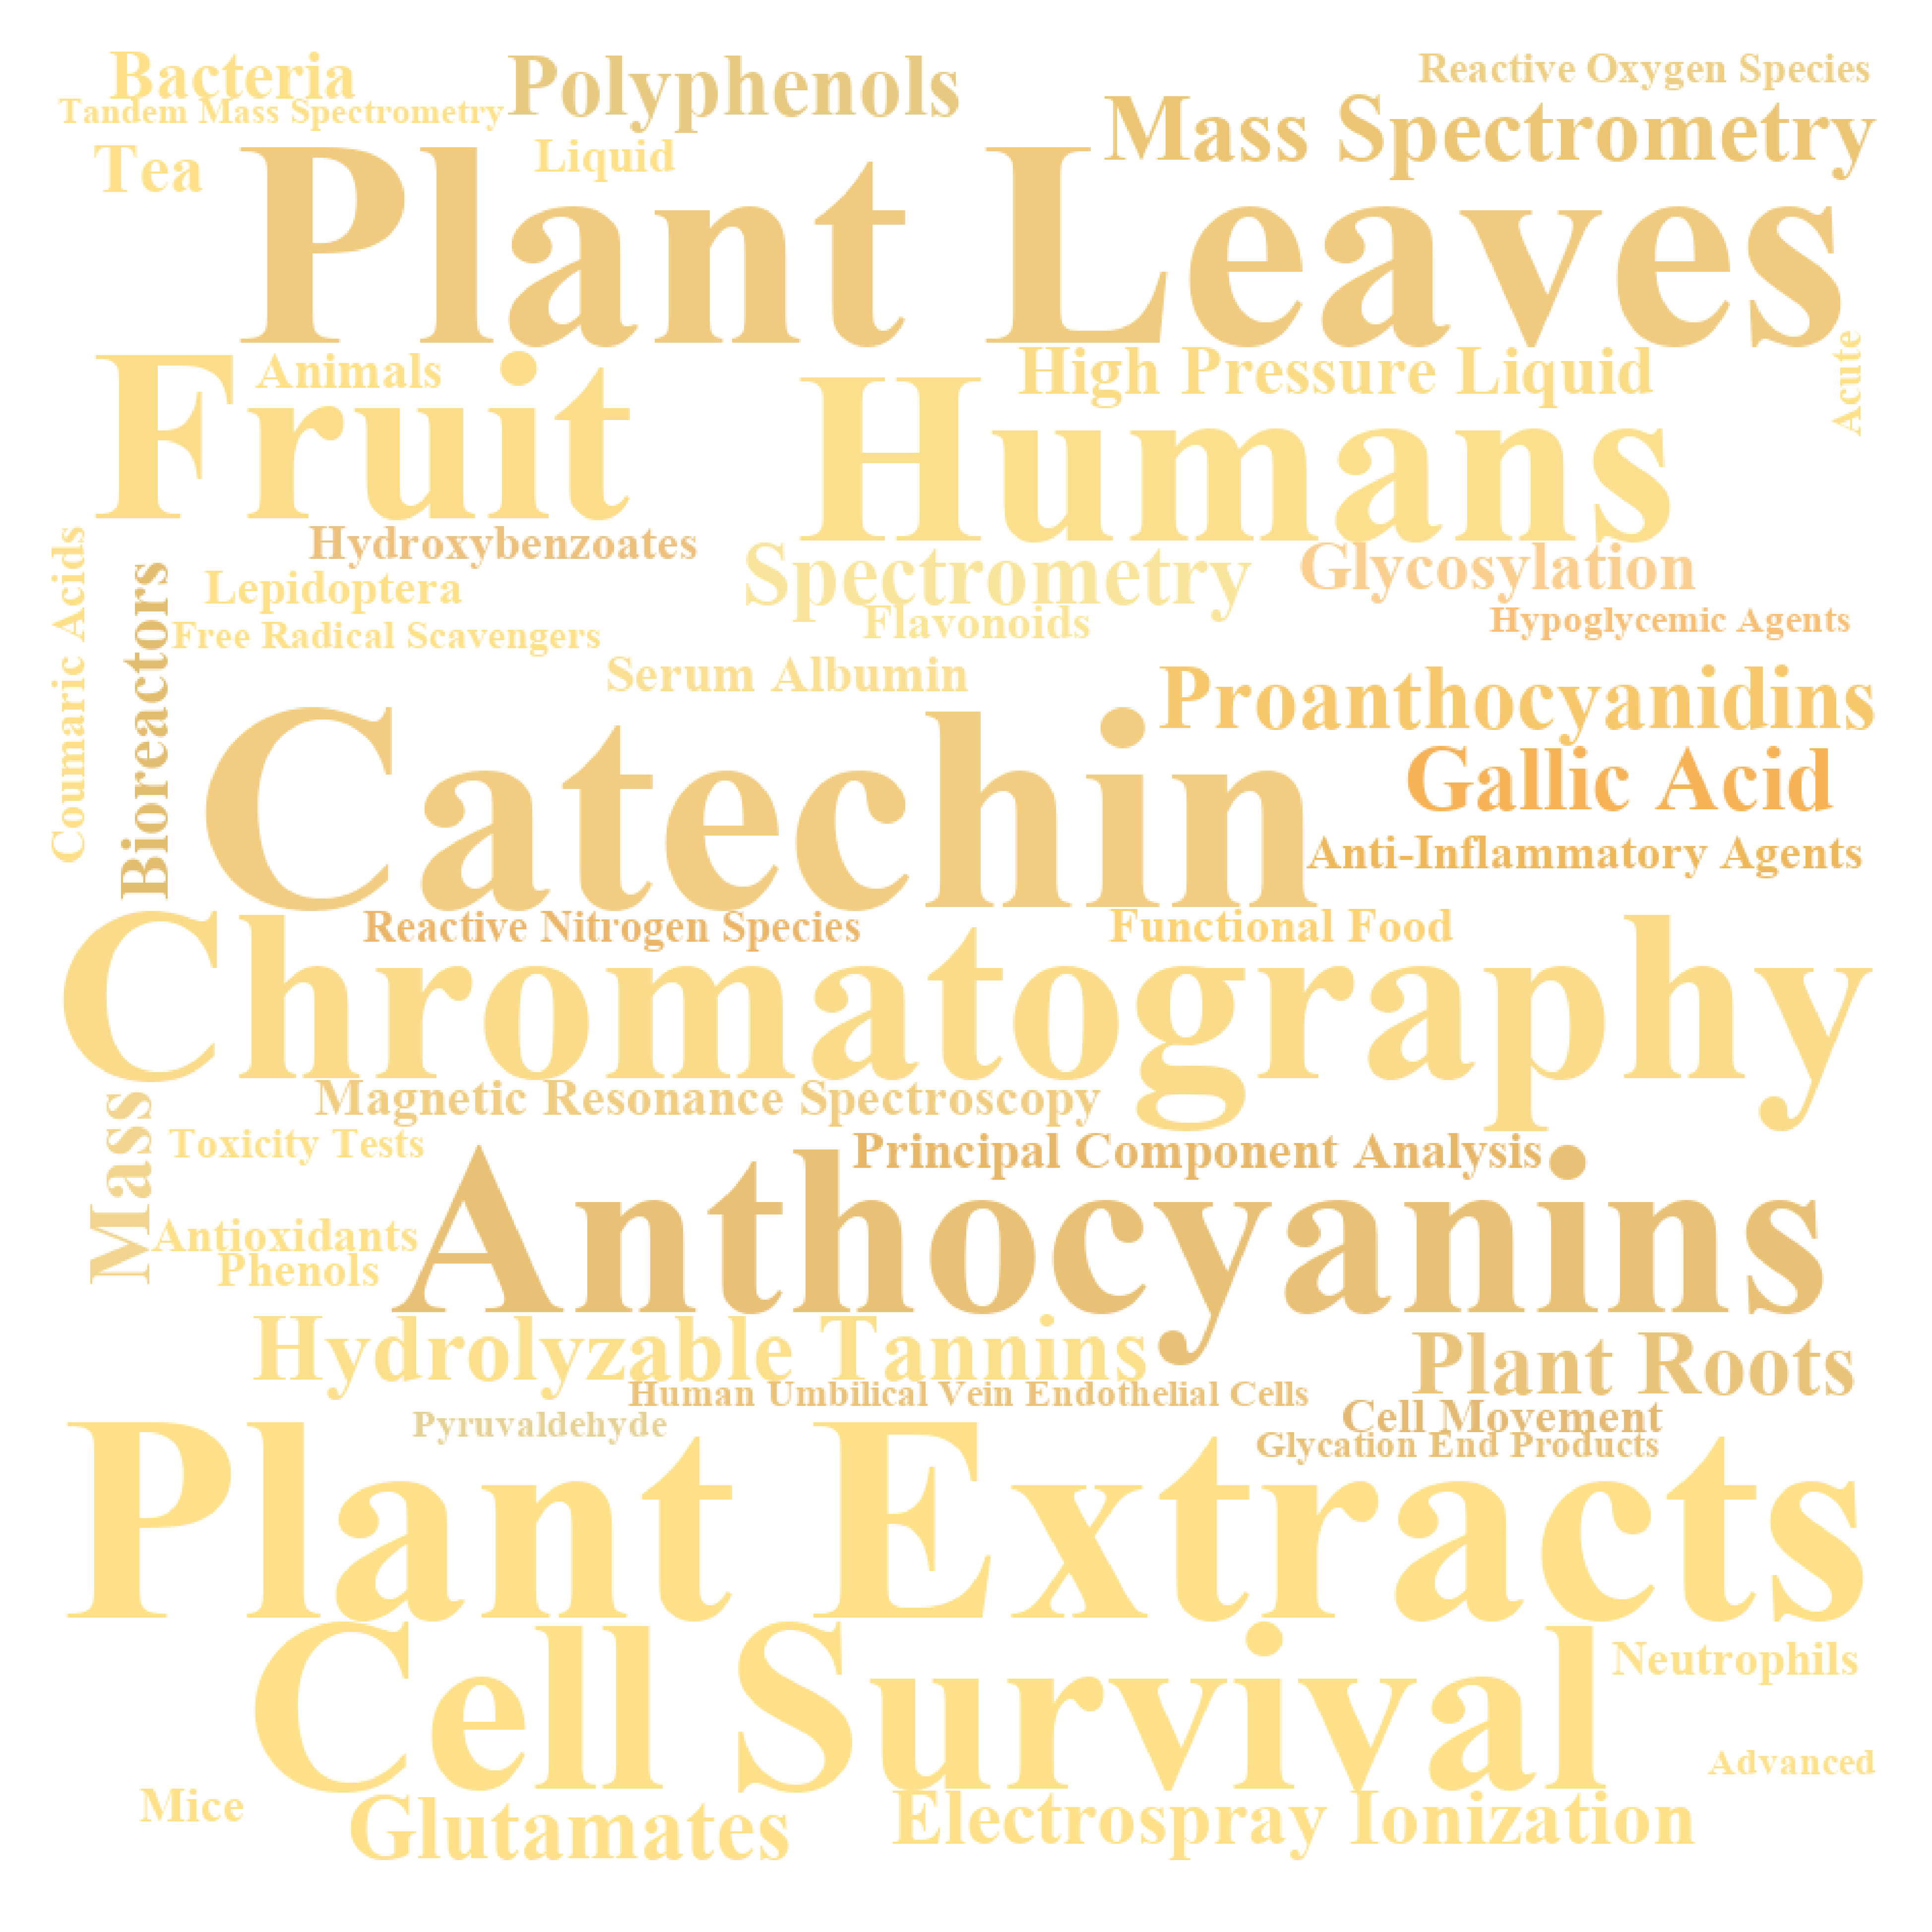 Bacteria
Polyphenols
Reactive Oxygen Species
Tandem Mass Spectrometry
Mass Spectrometry
Tea
Liquid
Plant Leaves
Animals
High Pressure Liquid
Acute
Fruit
Humans
Hydroxybenzoates
Spectrometry
Glycosylation
Coumaric Acids
Bioreactors
Lepidoptera
Flavonoids
Hypoglycemic Agents
Free Radical Scavengers
Serum Albumin
Proanthocyanidins
Catechin
Gallic Acid
Anti-Inflammatory Agents
Reactive Nitrogen Species
Functional Food
Chromatography
Magnetic Resonance Spectroscopy
Mass
Toxicity Tests
Principal Component Analysis
Anthocyanins
Antioxidants
Phenols
Hydrolyzable Tannins
Plant Roots
Human Umbilical Vein Endothelial Cells
Cell Movement
Pyruvaldehyde
Glycation End Products
Plant Extracts
Cell Survival
Neutrophils
Advanced
Mice
Glutamates
Electrospray Ionization